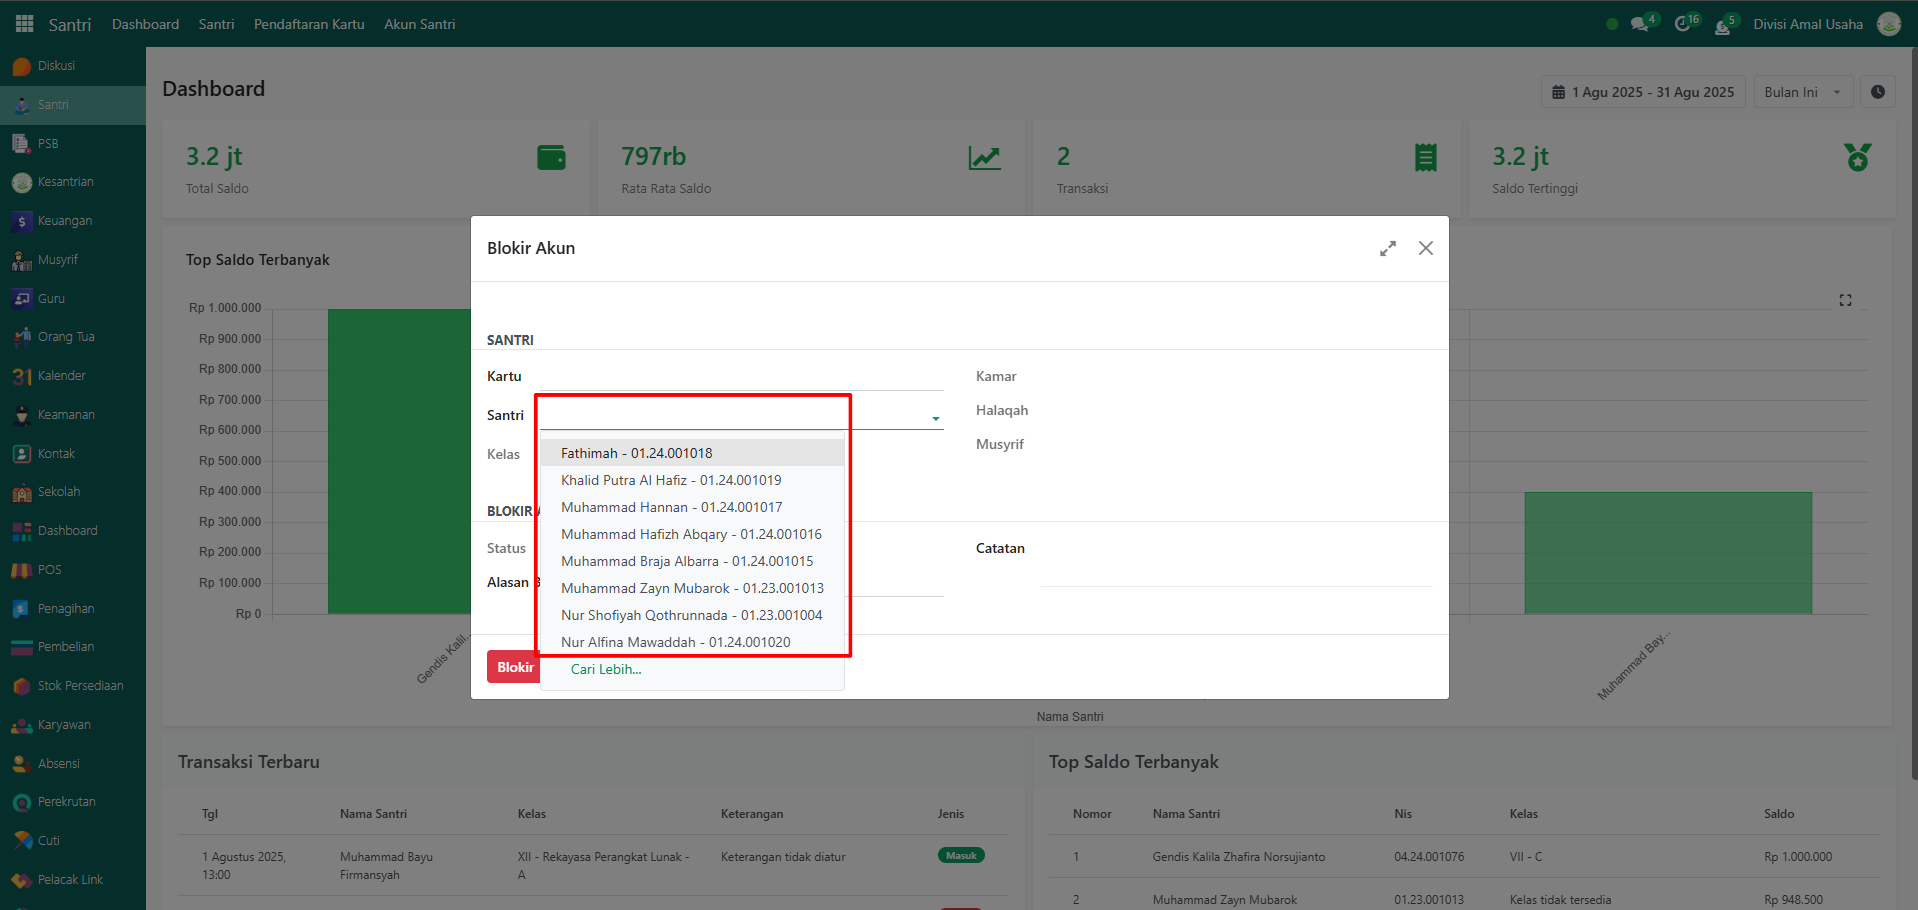 Santri
Dashboard
Santri
Pendaftaran Kartu
Akun Santri
4
16
5
Divisi Amal Usaha
Diskusi
Santri
PSB
Kesantrian
Keuangan
Musyrif
Guru
Orang Tua
31
Kalender
Keamanan
Kontak
Sekolah
Dashboard
POS
Penagihan
Pembelian
Stok Persediaan
Karyawan
Absensi
Perekrutan
Cuti
Pelacak Link
Dashboard
1 Agu 2025 - 31 Agu 2025
Bulan Ini
3.2 jt
Total Saldo
797rb
Rata Rata Saldo
2
Transaksi
3.2 jt
Saldo Tertinggi
Top Saldo Terbanyak
Rp 1.000.000
Rp 900.000
Rp 800.000
Rp 700.000
Rp 600.000
Rp 500.000
Rp 400.000
Rp 300.000
Rp 200.000
Rp 100.000
Rp 0
Gendis Kalil...
Muhammad Bay...
Nama Santri
Blokir Akun
SANTRI
Kartu
Santri
Kelas
Kamar
Halaqah
Musyrif
Fathimah - 01.24.001018
Khalid Putra Al Hafiz - 01.24.001019
Muhammad Hannan - 01.24.001017
Muhammad Hafizh Abqary - 01.24.001016
Muhammad Braja Albarra - 01.24.001015
Muhammad Zayn Mubarok - 01.23.001013
Nur Shofiyah Qothrunnada - 01.23.001004
Nur Alfina Mawaddah - 01.24.001020
Cari Lebih...
BLOKIR
Status
Alasan
Catatan
Blokir
Transaksi Terbaru
Tgl Nama Santri Kelas Keterangan Jenis
1 Agustus 2025, Muhammad Bayu XII - Rekayasa Perangkat Lunak - Keterangan tidak diatur Masuk
13:00 Firmansyah A
Top Saldo Terbanyak
Nomor Nama Santri Nis Kelas Saldo
1 Gendis Kalila Zhafira Norsujianto 04.24.001076 VII - C Rp 1.000.000
2 Muhammad Zayn Mubarok 01.23.001013 Kelas tidak tersedia Rp 948.500